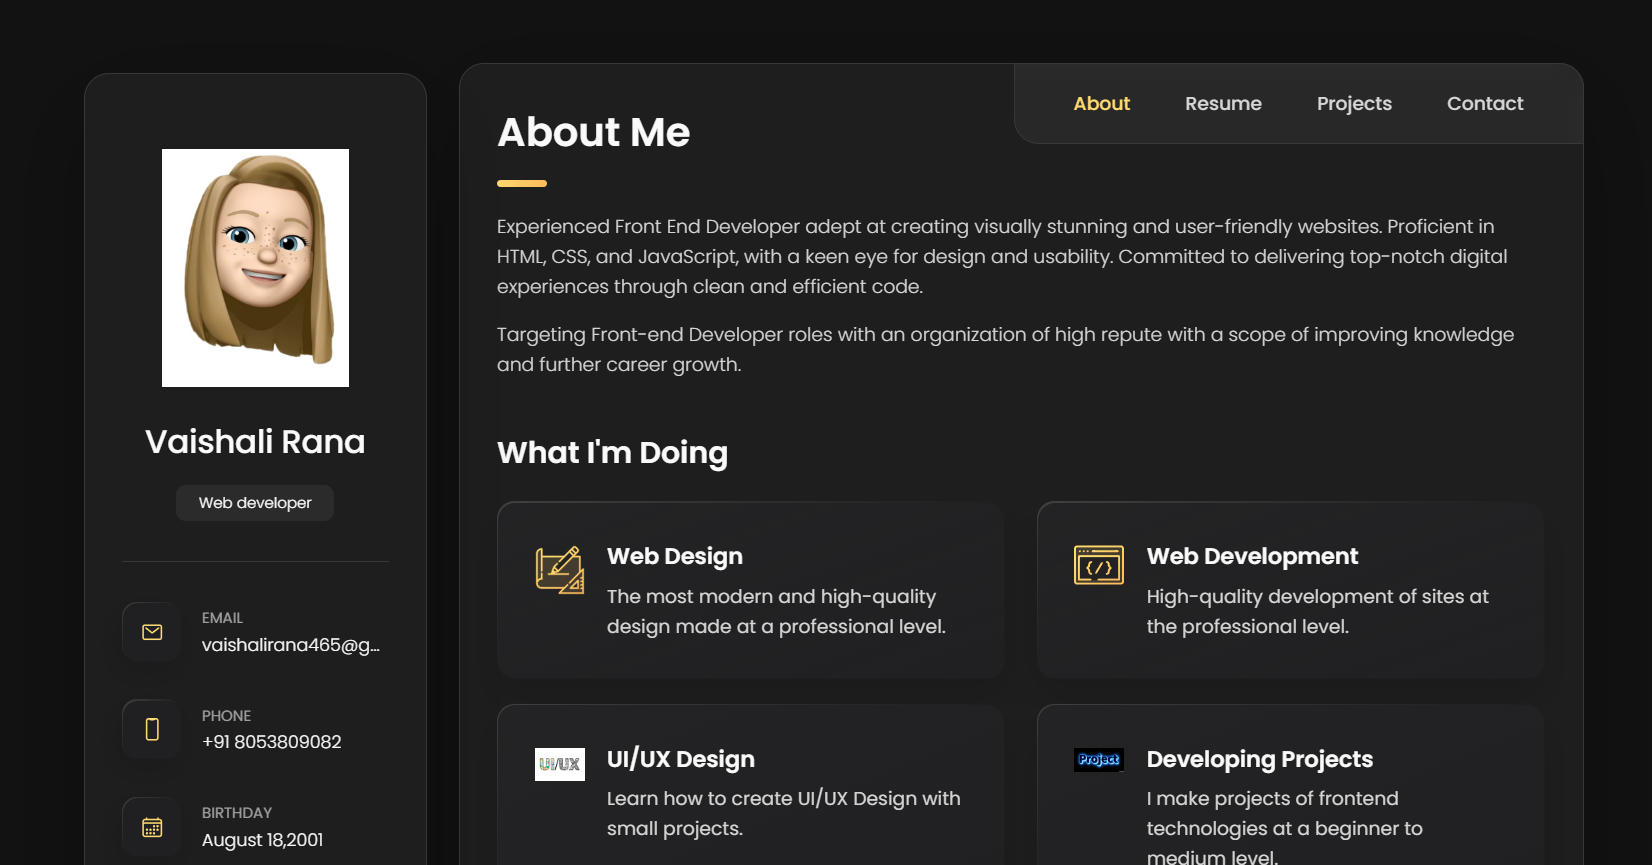 Vaishali Rana
Web developer
EMAIL
vaishalirana465@g...
PHONE
+91 8053809082
BIRTHDAY
August 18,2001
About Resume Projects Contact
About Me
Experienced Front End Developer adept at creating visually stunning and user-friendly websites. Proficient in
HTML, CSS, and JavaScript, with a keen eye for design and usability. Committed to delivering top-notch digital
experiences through clean and efficient code.
Targeting Front-end Developer roles with an organization of high repute with a scope of improving knowledge
and further career growth.
What I'm Doing
Web Design
The most modern and high-quality
design made at a professional level.
Web Development
High-quality development of sites at
the professional level.
UI/UX
UI/UX Design
Learn how to create UI/UX Design with
small projects.
Project
Developing Projects
I make projects of frontend
technologies at a beginner to
medium level.